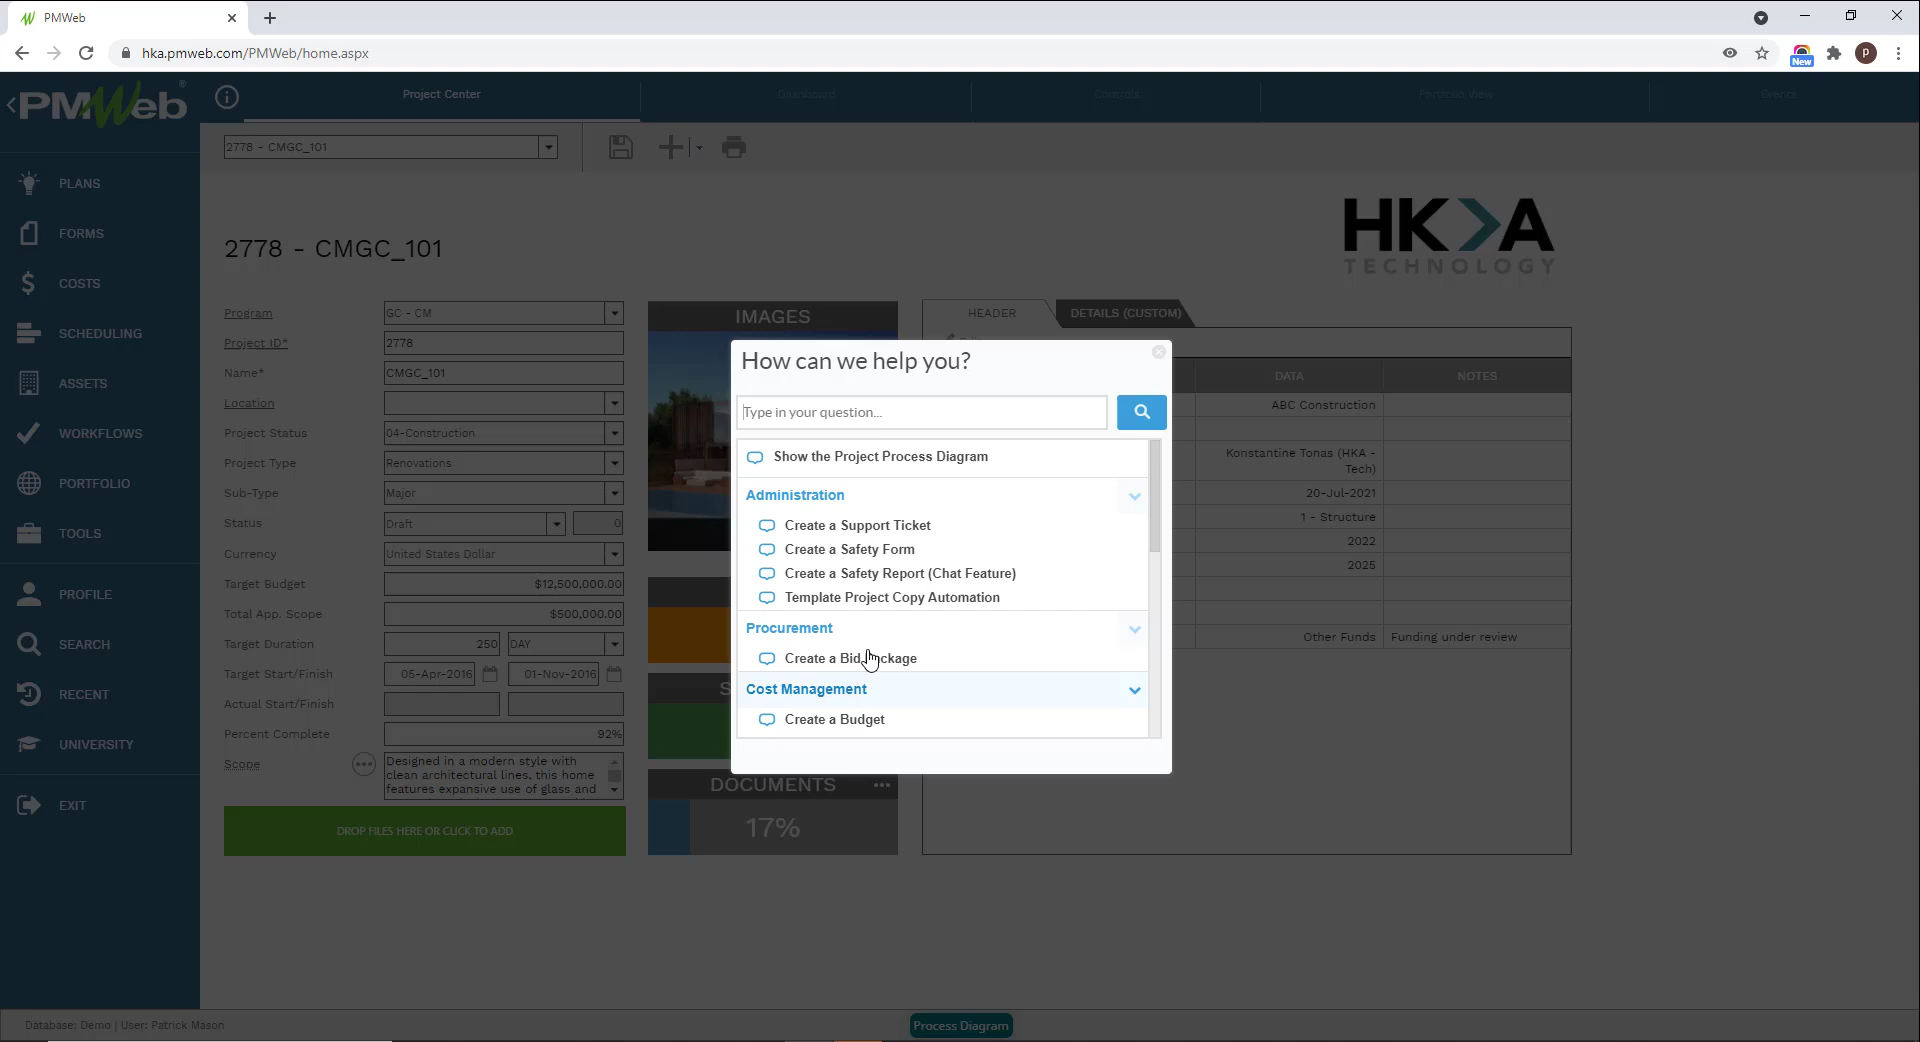 PMWeb
hka.pmweb.com/PMWeb/home.aspx
New
P
PMWeb®
Project Center
Dashboard
Controls
Portfolio View
Events
2778 - CMGC_101
PLANS
FORMS
COSTS
SCHEDULING
ASSETS
WORKFLOWS
PORTFOLIO
TOOLS
PROFILE
SEARCH
RECENT
UNIVERSITY
EXIT
2778 - CMGC_101
HKA
TECHNOLOGY
Program GC - CM
Project ID* 2778
Name* CMGC_101
Location
Project Status 04-Construction
Project Type Renovations
Sub-Type Major
Status Draft 0
Currency United States Dollar
Target Budget $12,500,000.00
Total App. Scope $500,000.00
Target Duration 250 DAY
Target Start/Finish 05-Apr-2016 01-Nov-2016
Actual Start/Finish
Percent Complete 92%
Scope Designed in a modern style with
clean architectural lines, this home
features expansive use of glass and
DROP FILES HERE OR CLICK TO ADD
IMAGES
S
DOCUMENTS
17%
HEADER
DETAILS (CUSTOM)
DATA NOTES
ABC Construction
Konstantine Tonas (HKA -
Tech)
20-Jul-2021
1 - Structure
2022
2025
Other Funds Funding under review
How can we help you?
Type in your question...
Show the Project Process Diagram
Administration
Create a Support Ticket
Create a Safety Form
Create a Safety Report (Chat Feature)
Template Project Copy Automation
Procurement
Create a Bid Package
Cost Management
Create a Budget
Database: Demo | User: Patrick Mason
Process Diagram